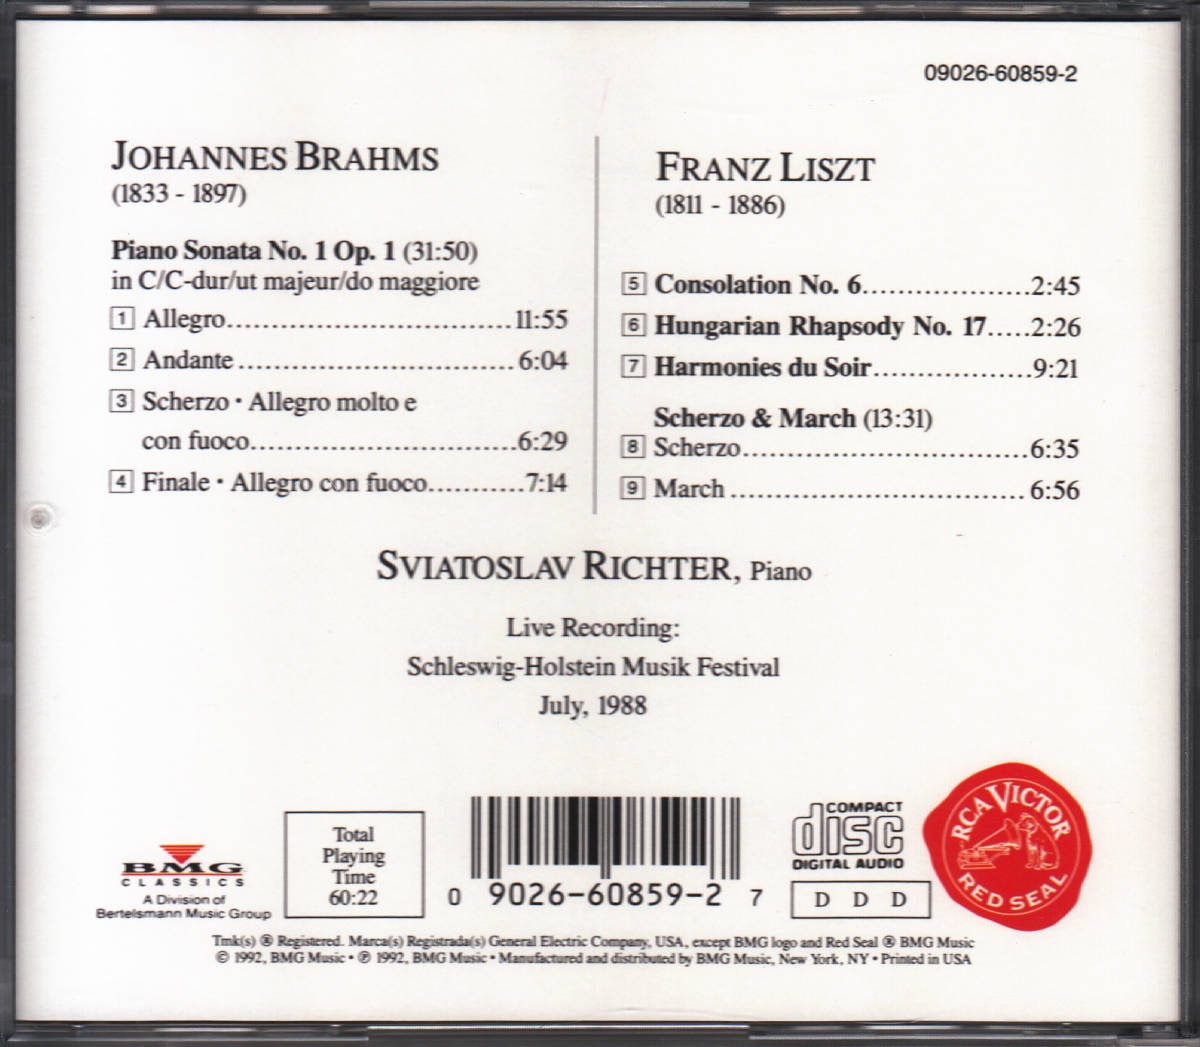 09026-60859-2
JOHANNES BRAHMS
(1833 - 1897)
Piano Sonata No. 1 Op. 1 (31:50)
in C/C-dur/ut majeur/do maggiore
1 Allegro................................11:55
2 Andante................................6:04
3 Scherzo · Allegro molto e
con fuoco..............................6:29
4 Finale · Allegro con fuoco...........7:14
FRANZ LISZT
(1811 - 1886)
5 Consolation No. 6....................2:45
6 Hungarian Rhapsody No. 17.....2:26
7 Harmonies du Soir..................9:21
Scherzo & March (13:31)
8 Scherzo................................6:35
9 March.................................6:56
SVIATOSLAV RICHTER, Piano
Live Recording:
Schleswig-Holstein Musik Festival
July, 1988
BMG
CLASSICS
A Division of
Bertelsmann Music Group
Total
Playing
Time
60:22
0 9026-60859-2 7
COMPACT
disc
DIGITAL AUDIO
D D D
RCA VICTOR
RED SEAL
Tmk(s) ® Registered. Marca(s) Registrada(s) General Electric Company, USA, except BMG logo and Red Seal ® BMG Music
© 1992, BMG Music • ℗ 1992, BMG Music • Manufactured and distributed by BMG Music, New York, NY • Printed in USA